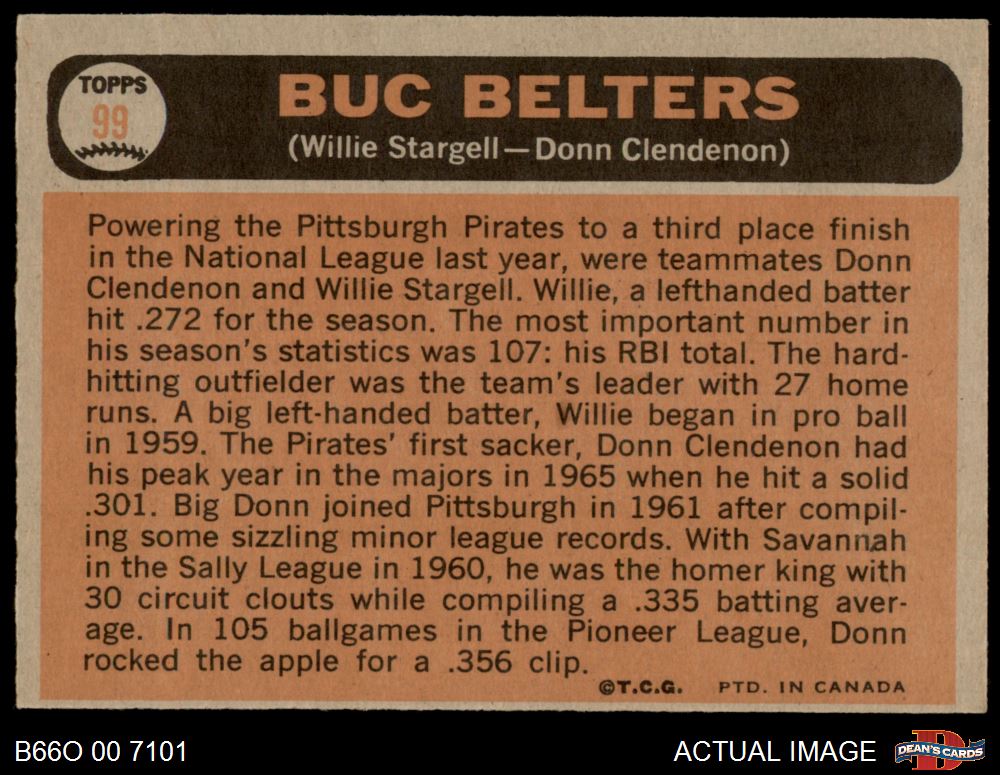 TOPPS
99
BUC BELTERS
(Willie Stargell—Donn Clendenon)
Powering the Pittsburgh Pirates to a third place finish
in the National League last year, were teammates Donn
Clendenon and Willie Stargell. Willie, a lefthanded batter
hit .272 for the season. The most important number in
his season's statistics was 107: his RBI total. The hard-
hitting outfielder was the team's leader with 27 home
runs. A big left-handed batter, Willie began in pro ball
in 1959. The Pirates' first sacker, Donn Clendenon had
his peak year in the majors in 1965 when he hit a solid
.301. Big Donn joined Pittsburgh in 1961 after compil-
ing some sizzling minor league records. With Savannah
in the Sally League in 1960, he was the homer king with
30 circuit clouts while compiling a .335 batting aver-
age. In 105 ballgames in the Pioneer League, Donn
rocked the apple for a .356 clip.
©T.C.G. PTD. IN CANADA
B66O 00 7101
ACTUAL IMAGE
D
DEAN'S CARDS